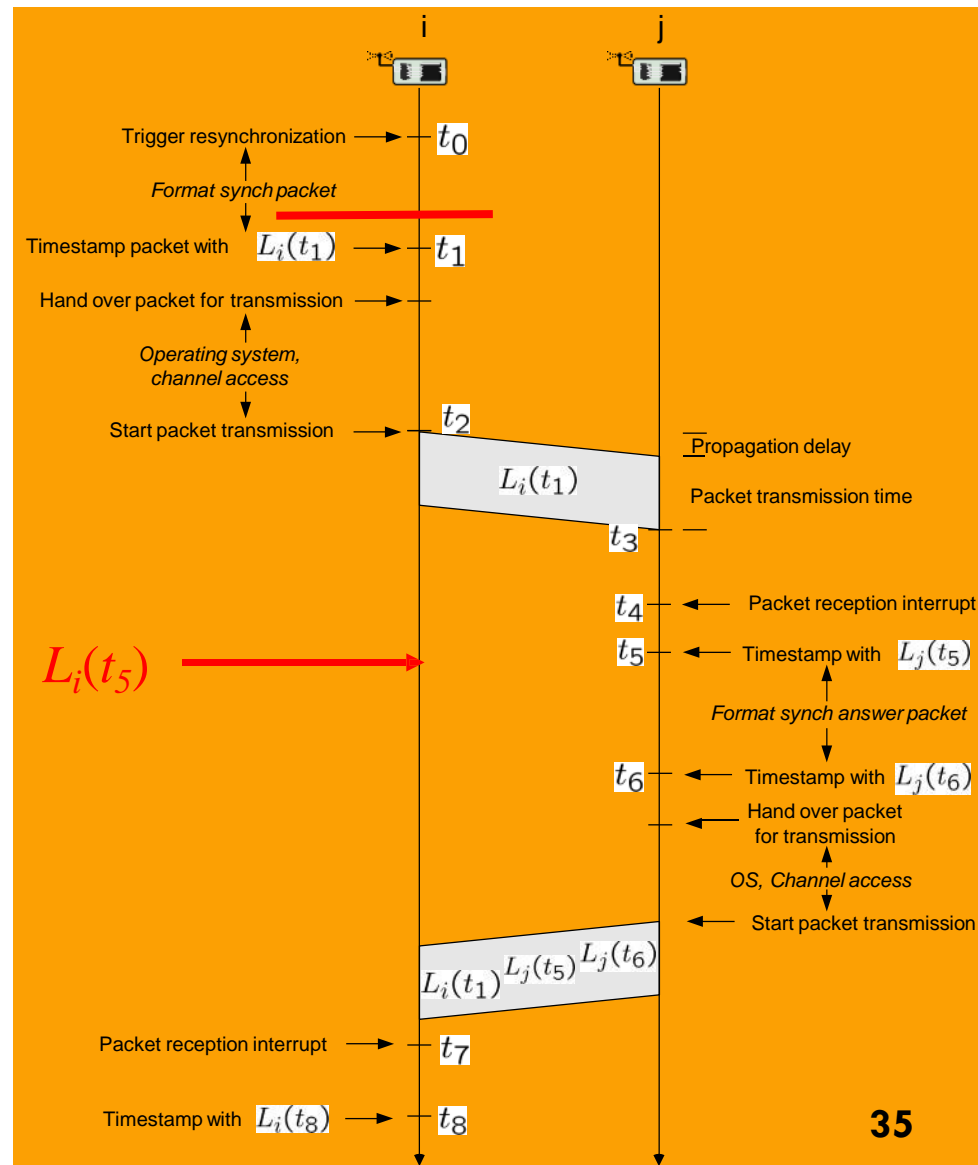 i j
Trigger resynchronization t₀
Format synch packet
Timestamp packet with Lᵢ(t₁) t₁
Hand over packet for transmission
Operating system,
channel access
Start packet transmission t₂
Propagation delay
Lᵢ(t₁)
Packet transmission time
t₃
t₄ Packet reception interrupt
Lᵢ(t₅)
t₅ Timestamp with Lⱼ(t₅)
Format synch answer packet
t₆ Timestamp with Lⱼ(t₆)
Hand over packet
for transmission
OS, Channel access
Start packet transmission
Lᵢ(t₁) Lⱼ(t₅) Lⱼ(t₆)
Packet reception interrupt t₇
Timestamp with Lᵢ(t₈) t₈
35